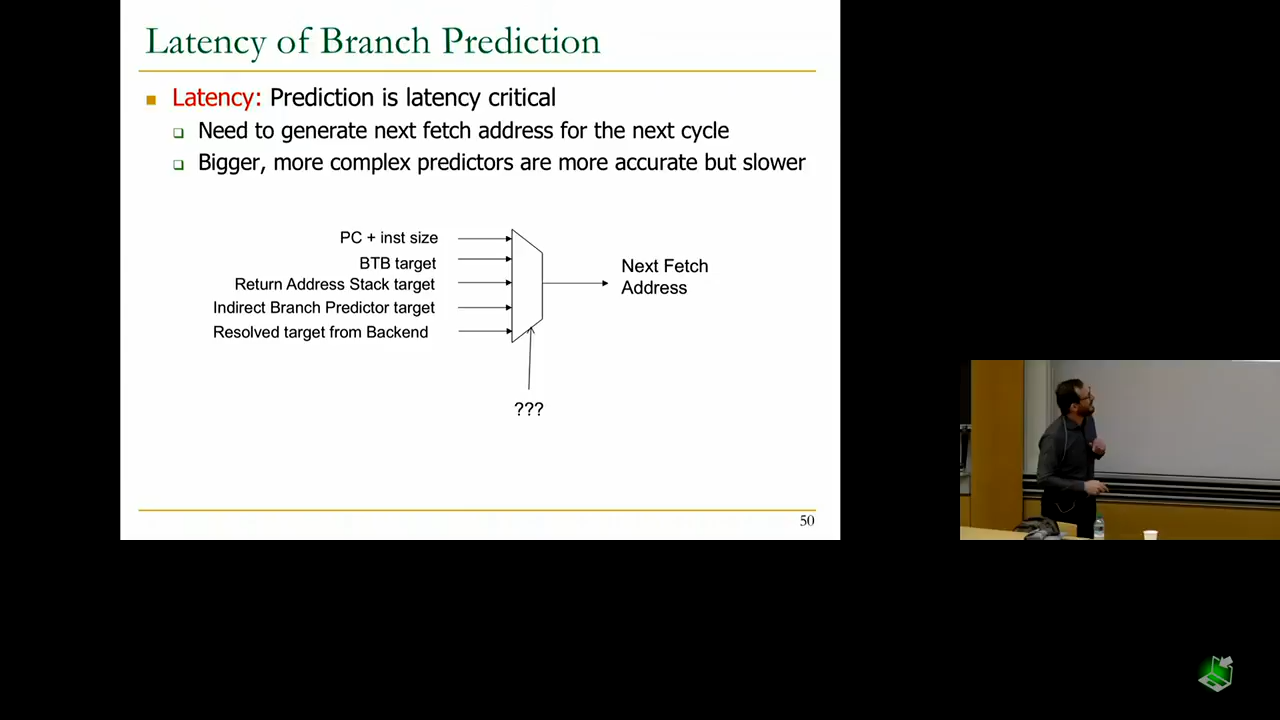 Latency of Branch Prediction
Latency: Prediction is latency critical
Need to generate next fetch address for the next cycle
Bigger, more complex predictors are more accurate but slower
PC + inst size
BTB target
Return Address Stack target
Indirect Branch Predictor target
Resolved target from Backend
Next Fetch
Address
???
50